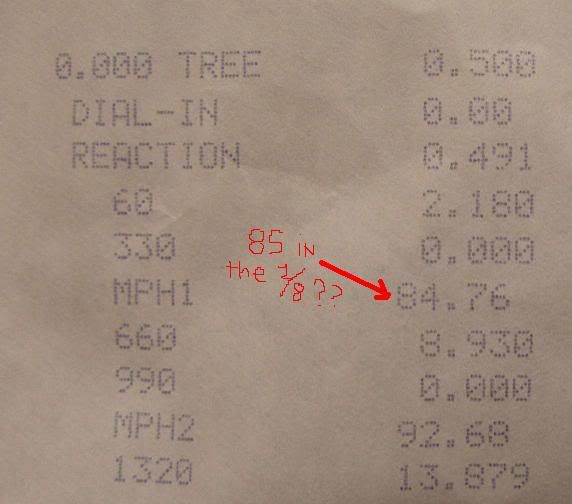 0.000 TREE 0.500
DIAL-IN 0.00
REACTION 0.491
60 2.180
330 0.000
85 IN
the 1/8??
MPH1 84.76
660 8.930
990 0.000
MPH2 92.68
1320 13.879